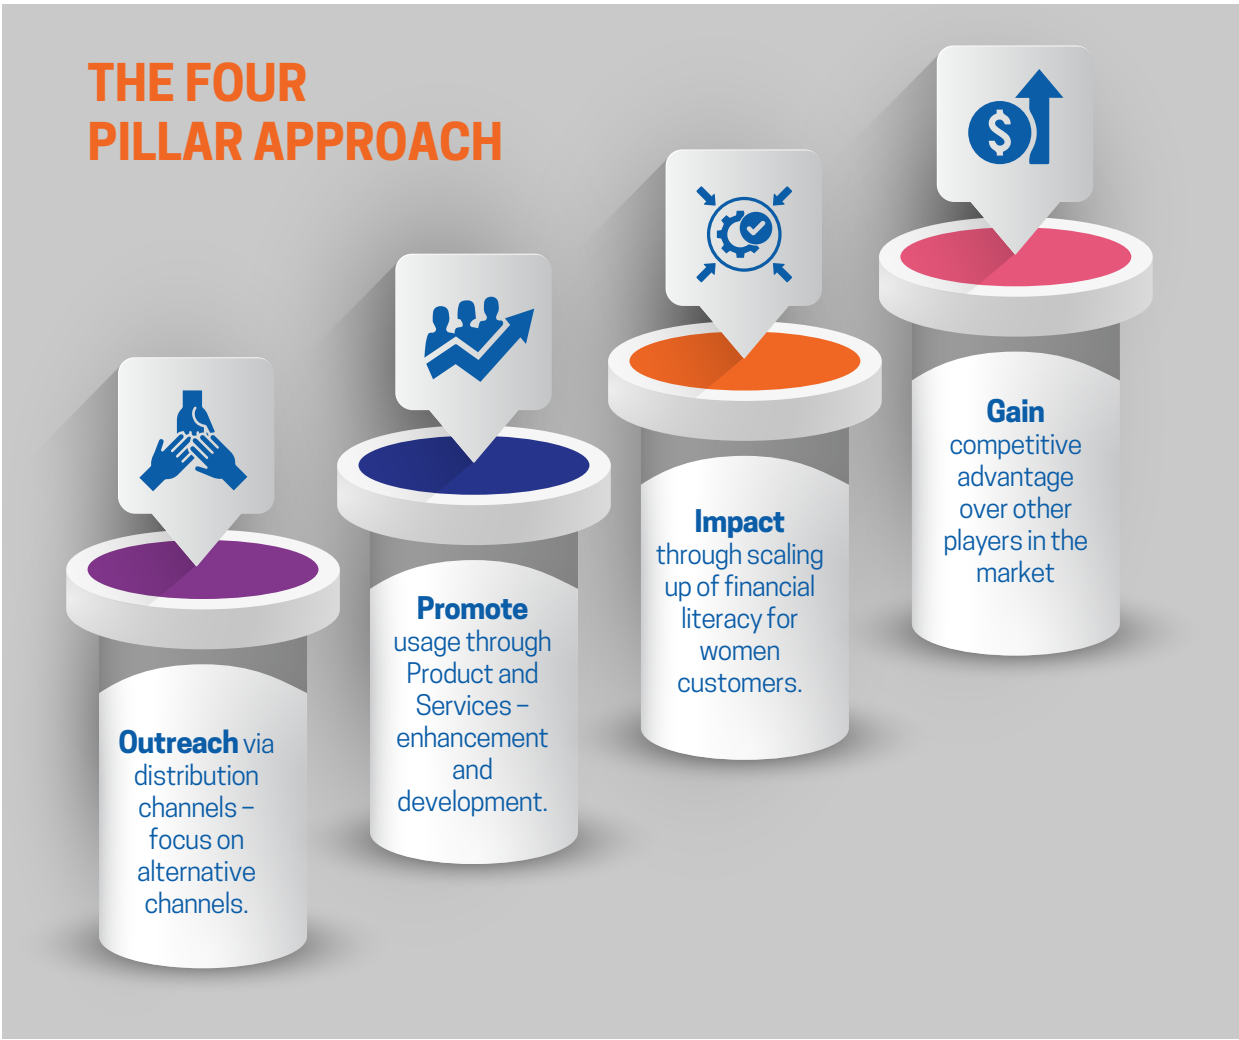 THE FOUR
PILLAR APPROACH
Outreach via
distribution
channels –
focus on
alternative
channels.
Promote
usage through
Product and
Services –
enhancement
and
development.
Impact
through scaling
up of financial
literacy for
women
customers.
$
Gain
competitive
advantage
over other
players in the
market